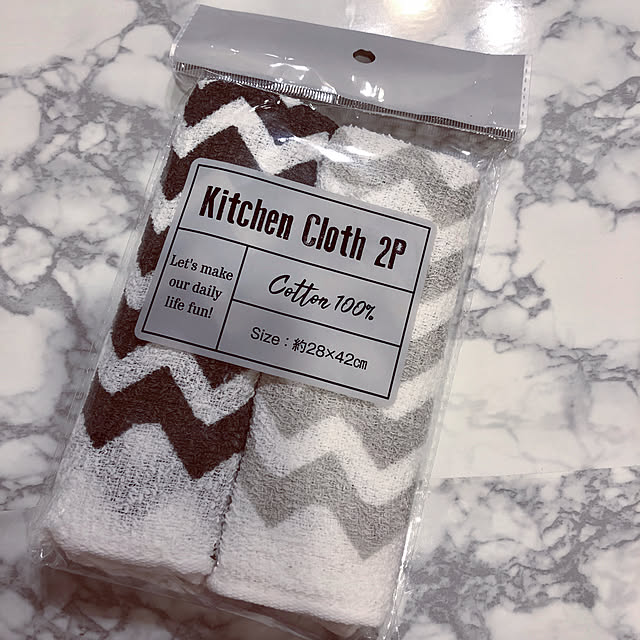 Kitchen Cloth 2P
Let's make
our daily
life fun!
Cotton 100%
Size：約28×42㎝